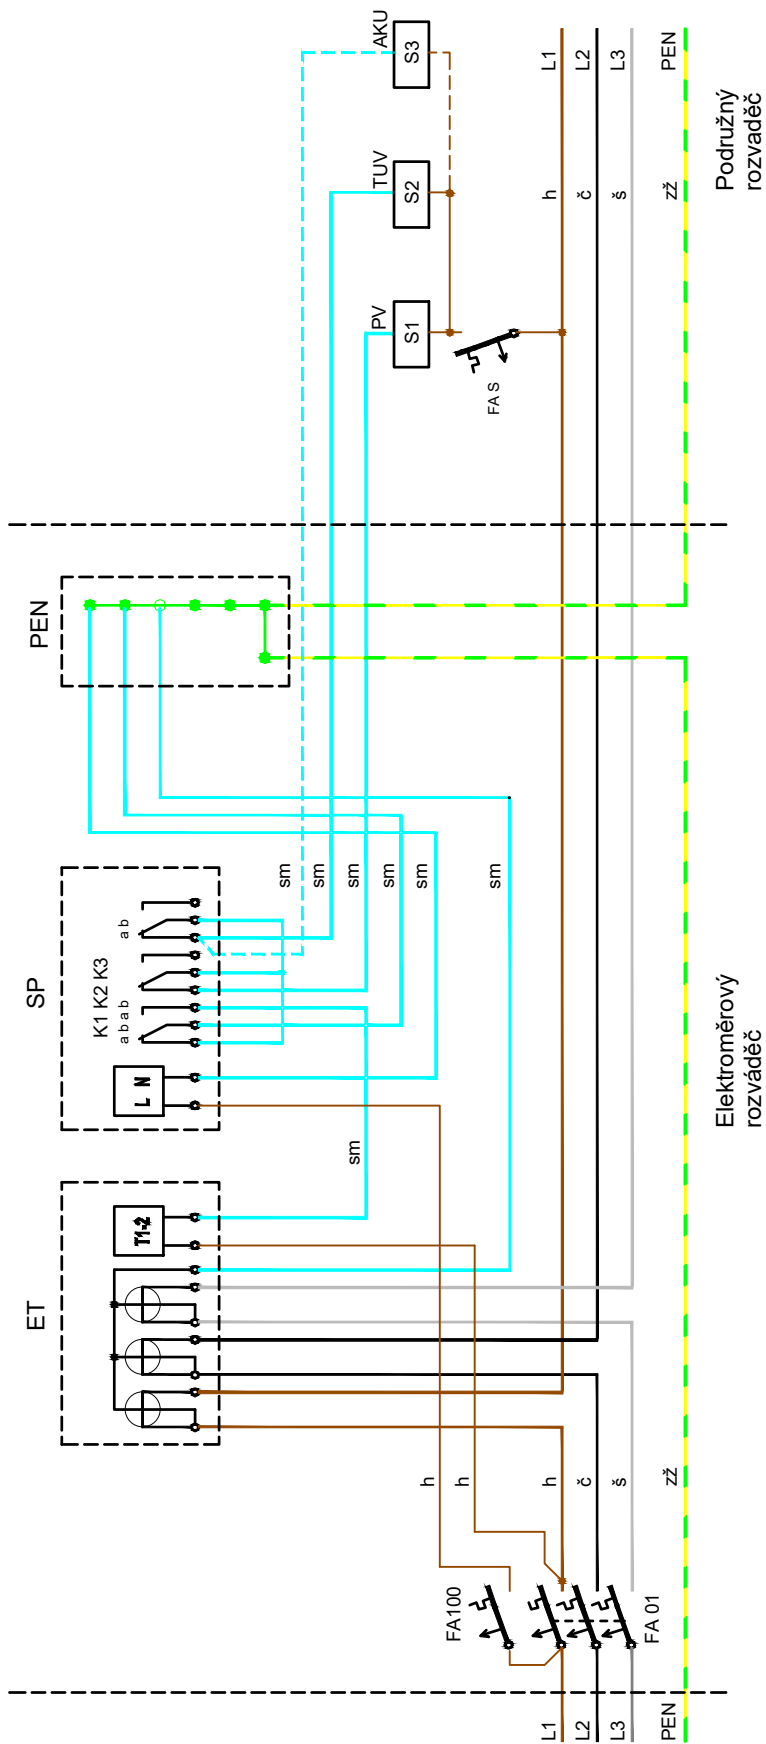 ET
SP
PEN
T1-2
L N
K1 K2 K3
a b a b
a b
sm
sm
sm
sm
sm
sm
sm
AKU
S3
TUV
S2
PV
S1
FA S
FA100
FA 01
h
h
h
č
š
zž
h
č
š
zž
L1
L2
L3
PEN
L1
L2
L3
PEN
Elektroměrový
rozváděč
Podružný
rozvaděč